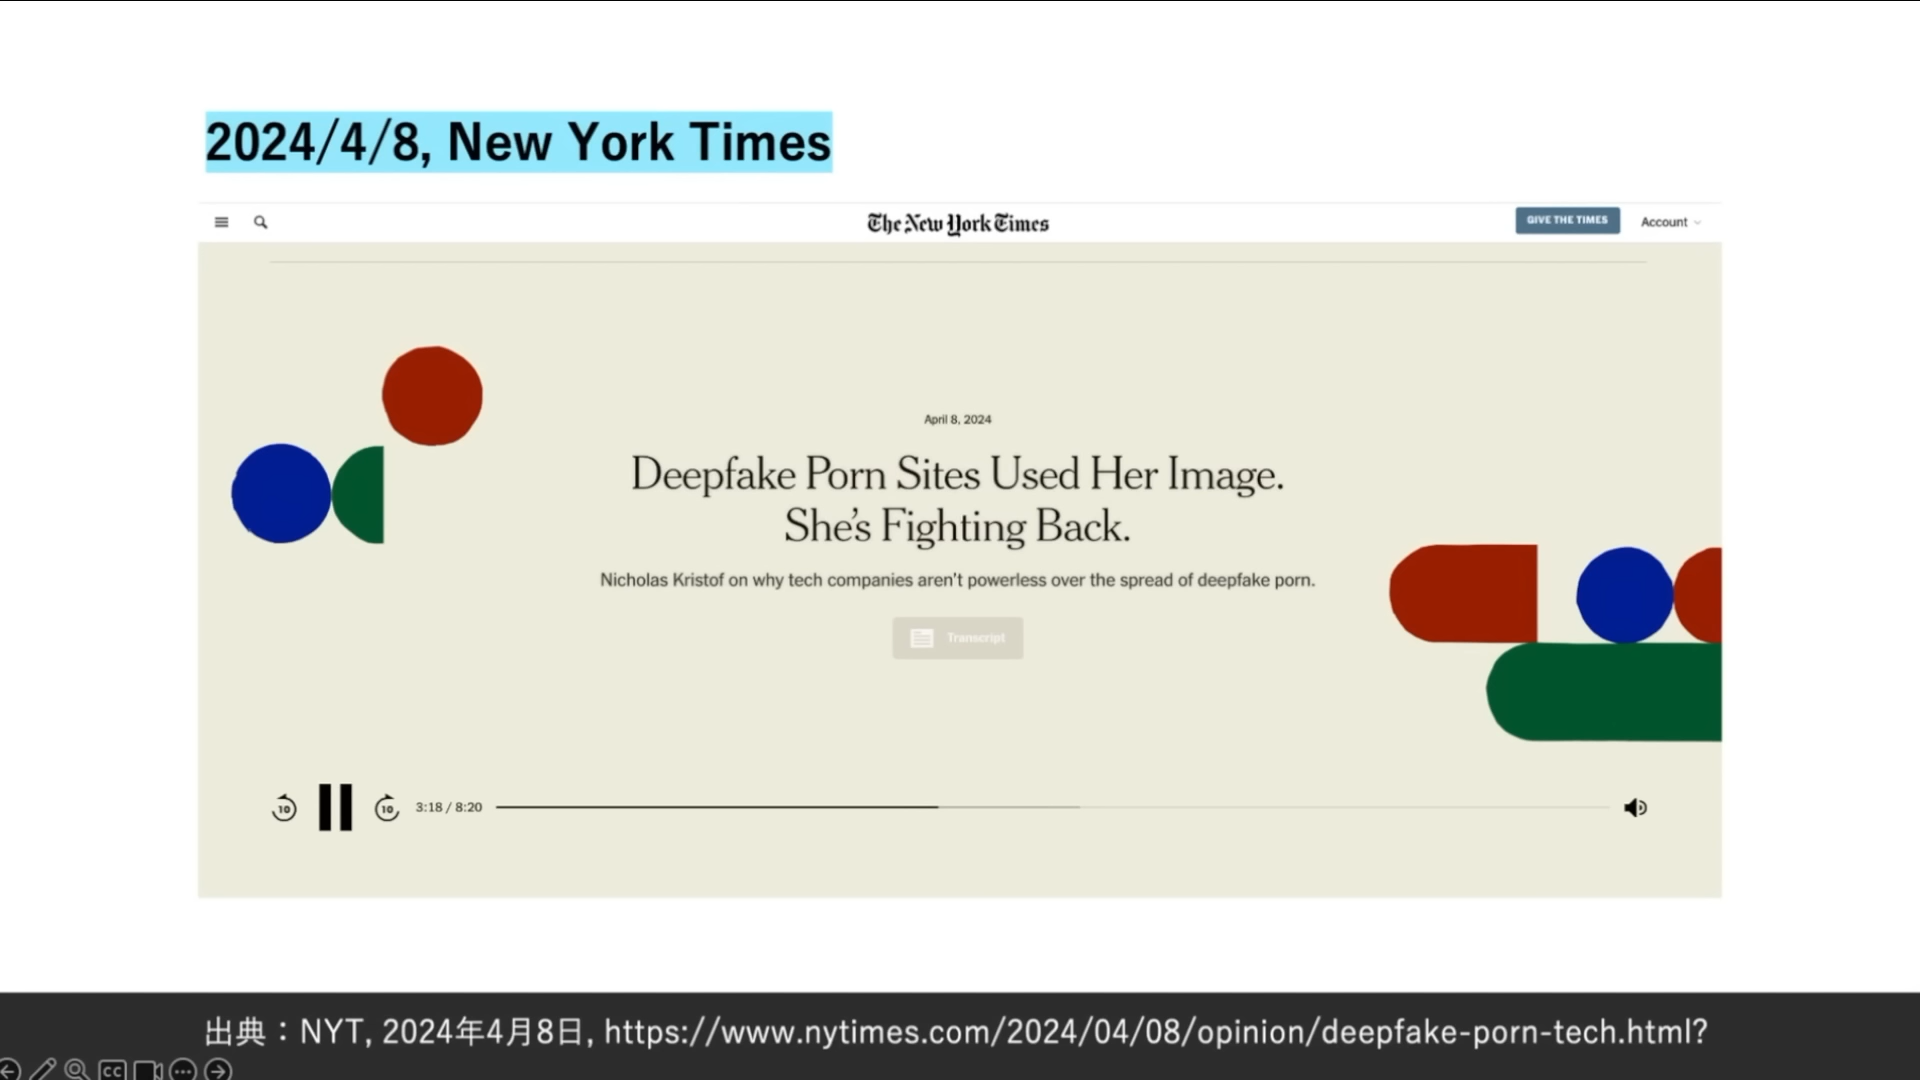 2024/4/8, New York Times
The New York Times
GIVE THE TIMES
Account
April 8, 2024
Deepfake Porn Sites Used Her Image.
She's Fighting Back.
Nicholas Kristof on why tech companies aren't powerless over the spread of deepfake porn.
Transcript
10
10
3:18 / 8:20
出典：NYT, 2024年4月8日, https://www.nytimes.com/2024/04/08/opinion/deepfake-porn-tech.html?
CC